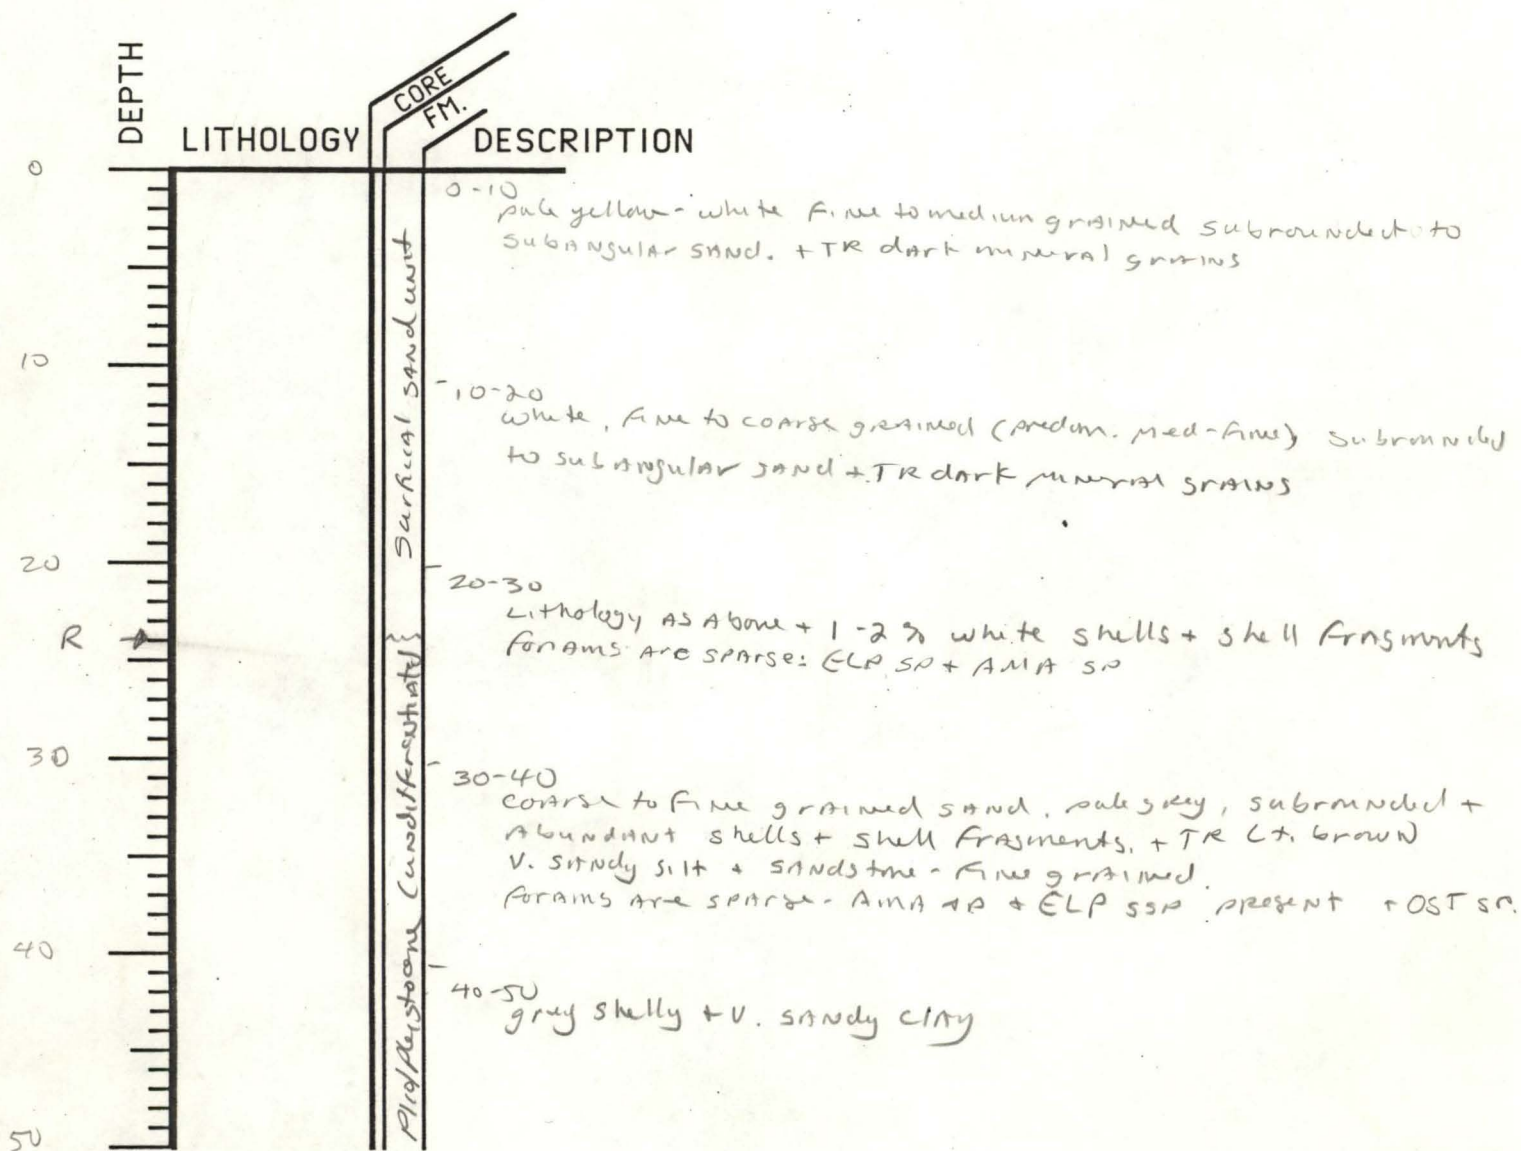 DEPTH
LITHOLOGY
CORE
FM.
DESCRIPTION
0
0-10
pale yellow-white fine to medium grained subrounded to
subangular sand. + TR dark mineral grains
Surficial sand unit
10
10-20
white, fine to coarse grained (predom. med-fine), subrounded
to subangular sand + TR dark mineral grains
20
20-30
Lithology as above + 1-2% white shells + shell fragments
forams are sparse: ELP SP + AMA SP
R
30
30-40
coarse to fine grained sand, pale grey, subrounded +
abundant shells + shell fragments, + TR Lt. brown
V. sandy silt + sandstone - fine grained.
forams are sparse - AMA SP + ELP SSP present + OST SP.
Plio/Pleistocene (undifferentiated)
40
40-50
grey shelly + V. sandy clay
50